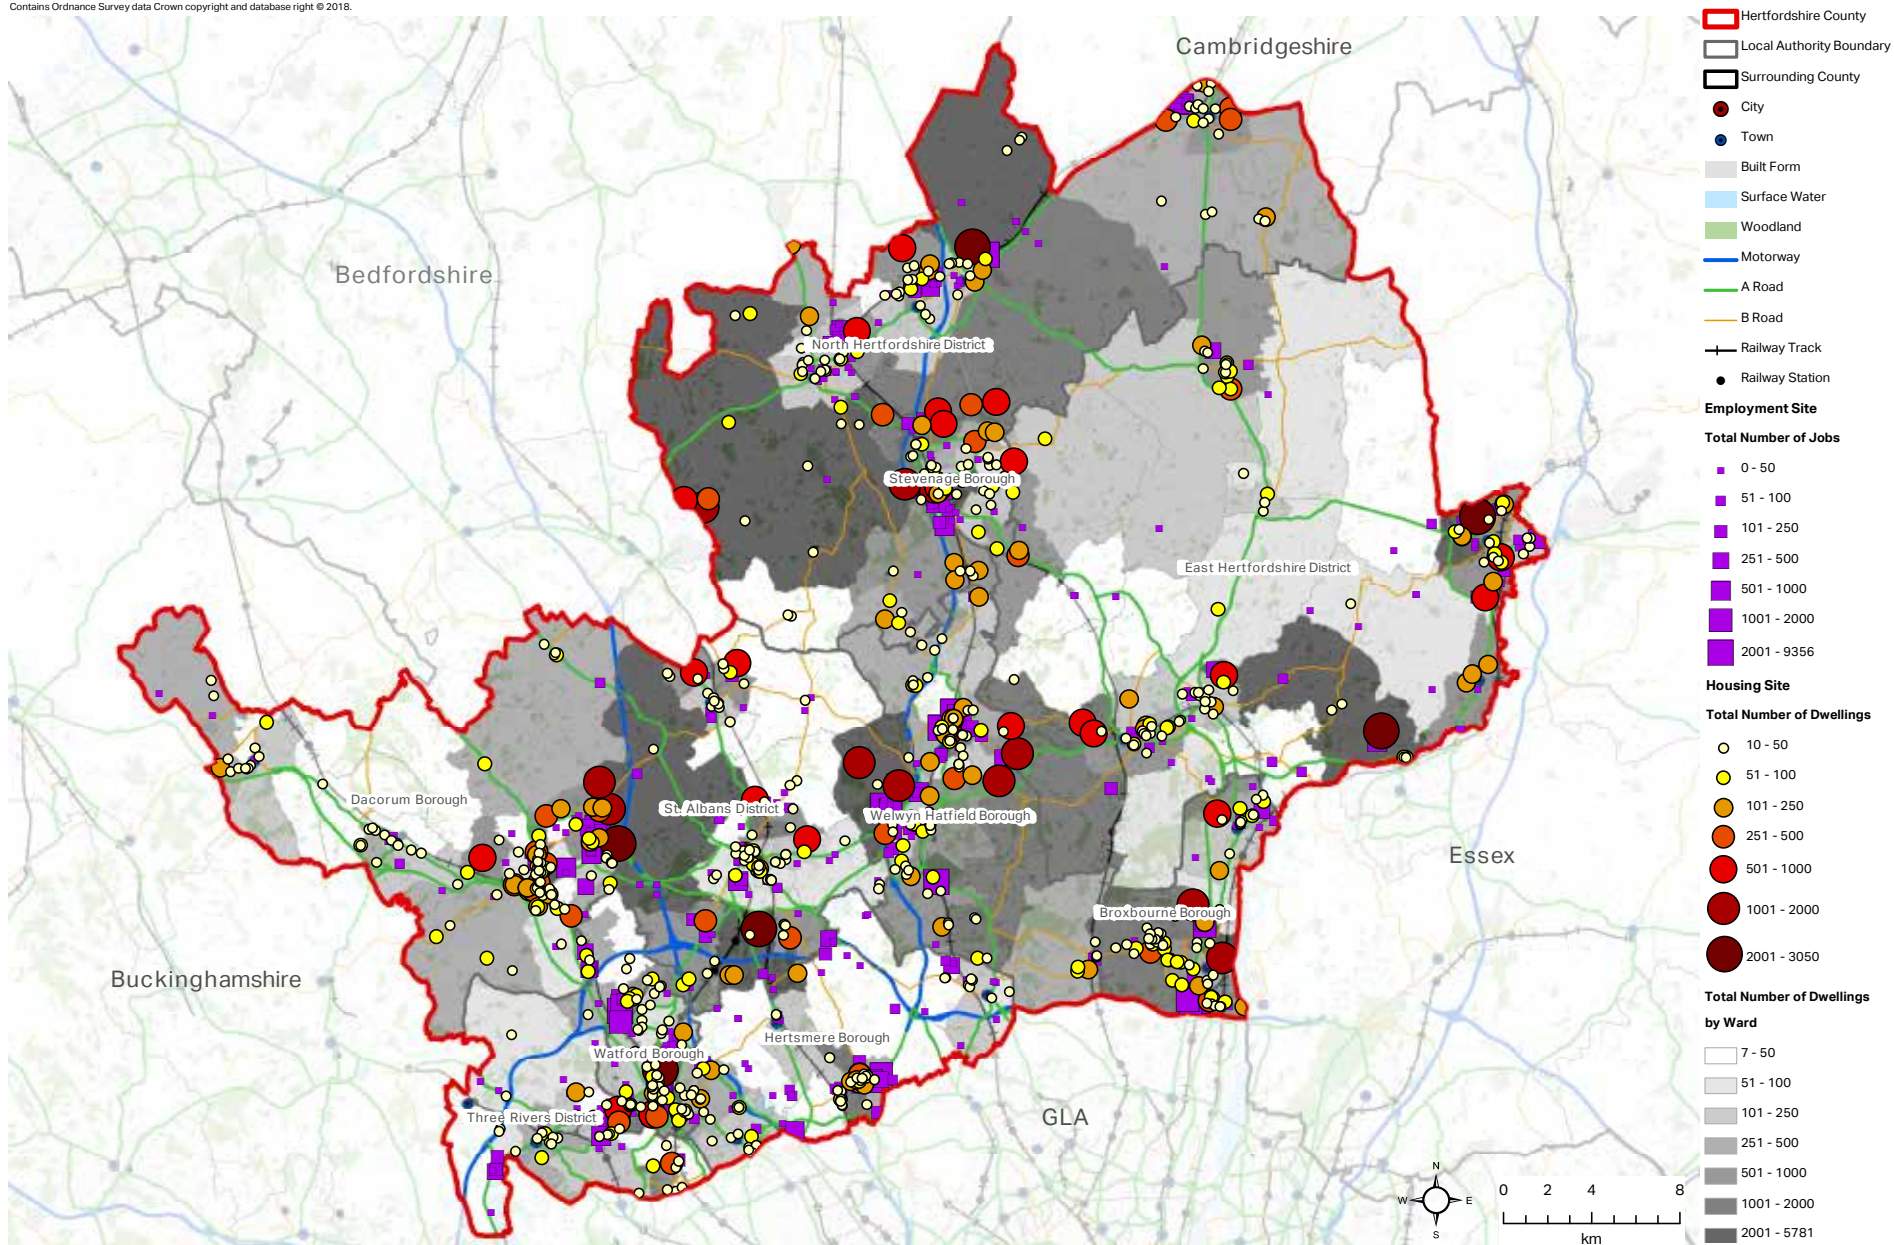 Contains Ordnance Survey data Crown copyright and database right © 2018.
Cambridgeshire
Bedfordshire
North Hertfordshire District
Stevenage Borough
East Hertfordshire District
Dacorum Borough
St. Albans District
Welwyn Hatfield Borough
Essex
Broxbourne Borough
Buckinghamshire
Hertsmere Borough
Watford Borough
Three Rivers District
GLA
Hertfordshire County
Local Authority Boundary
Surrounding County
City
Town
Built Form
Surface Water
Woodland
Motorway
A Road
B Road
Railway Track
Railway Station
Employment Site
Total Number of Jobs
0 - 50
51 - 100
101 - 250
251 - 500
501 - 1000
1001 - 2000
2001 - 9356
Housing Site
Total Number of Dwellings
10 - 50
51 - 100
101 - 250
251 - 500
501 - 1000
1001 - 2000
2001 - 3050
Total Number of Dwellings
by Ward
7 - 50
51 - 100
101 - 250
251 - 500
501 - 1000
1001 - 2000
2001 - 5781
N
W E
S
0 2 4 8
km